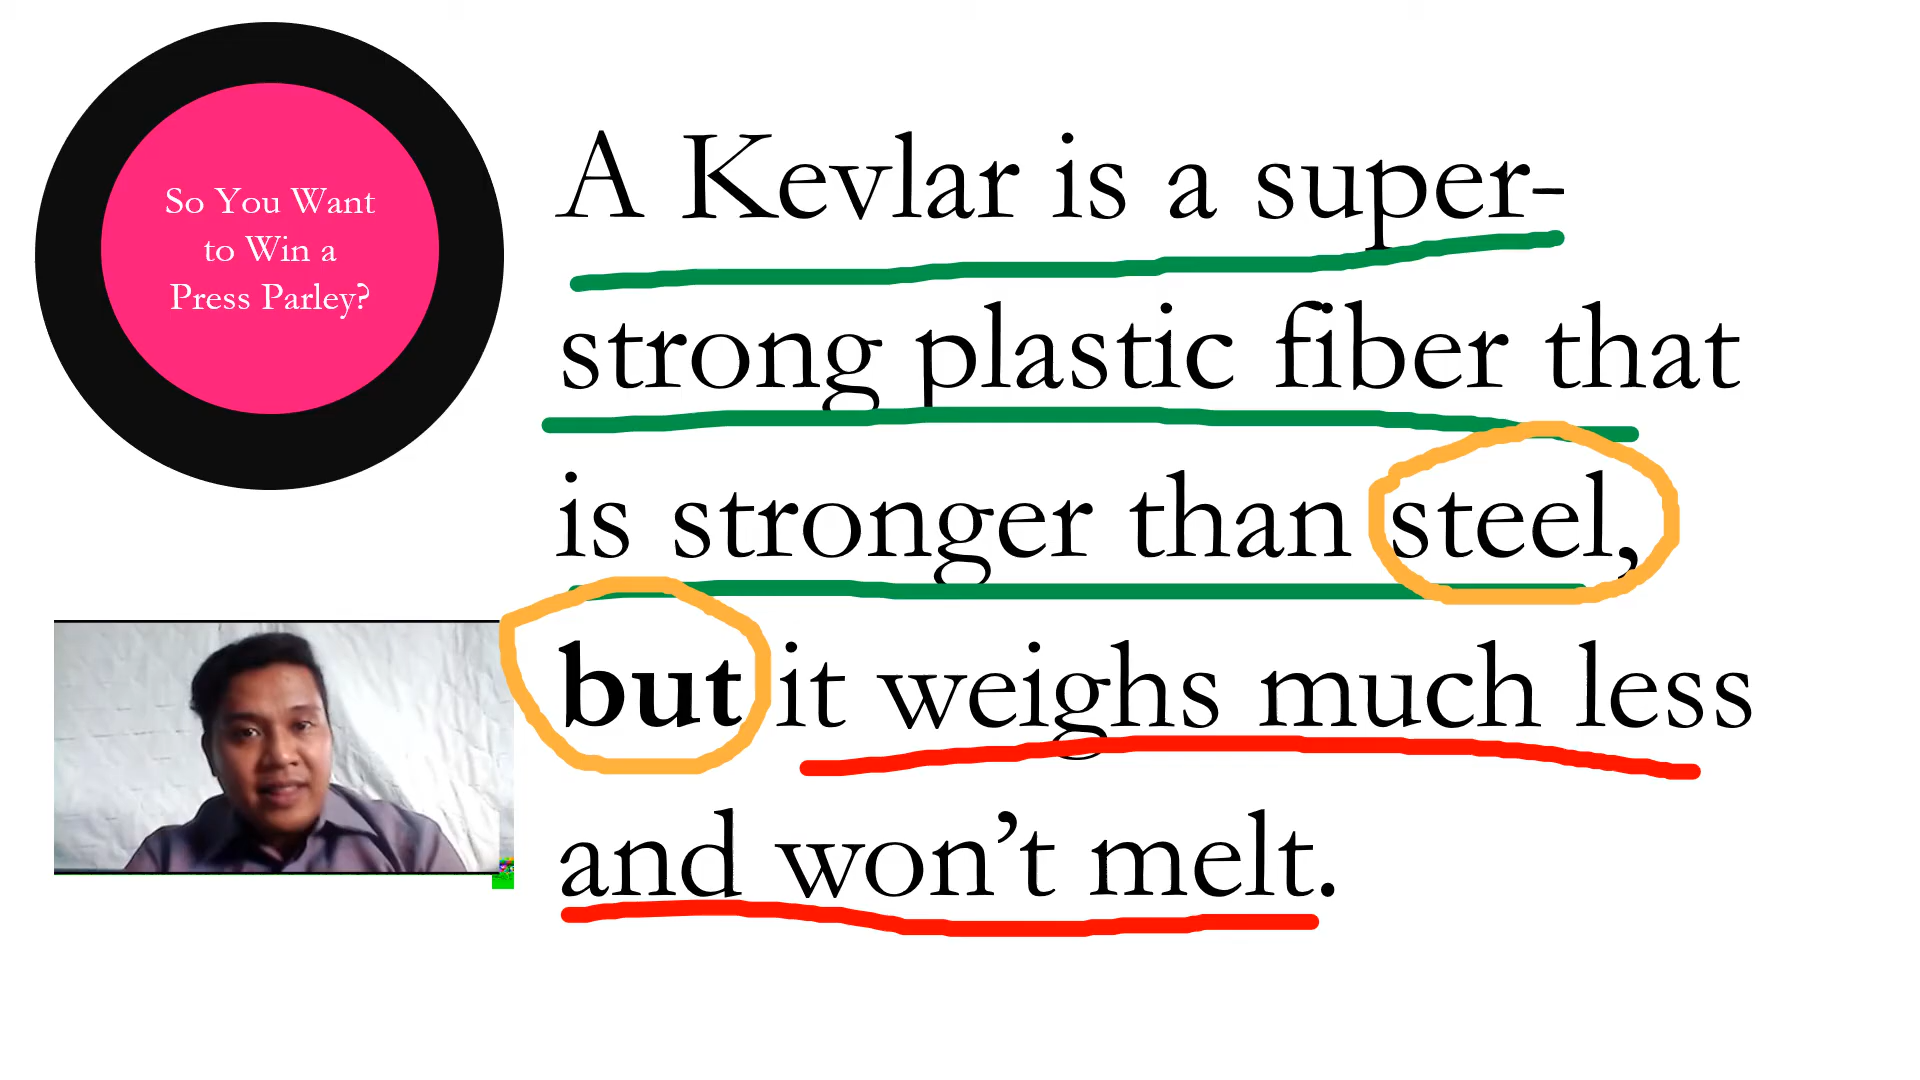 So You Want
to Win a
Press Parley?
A Kevlar is a super-
strong plastic fiber that
is stronger than steel,
but it weighs much less
and won’t melt.